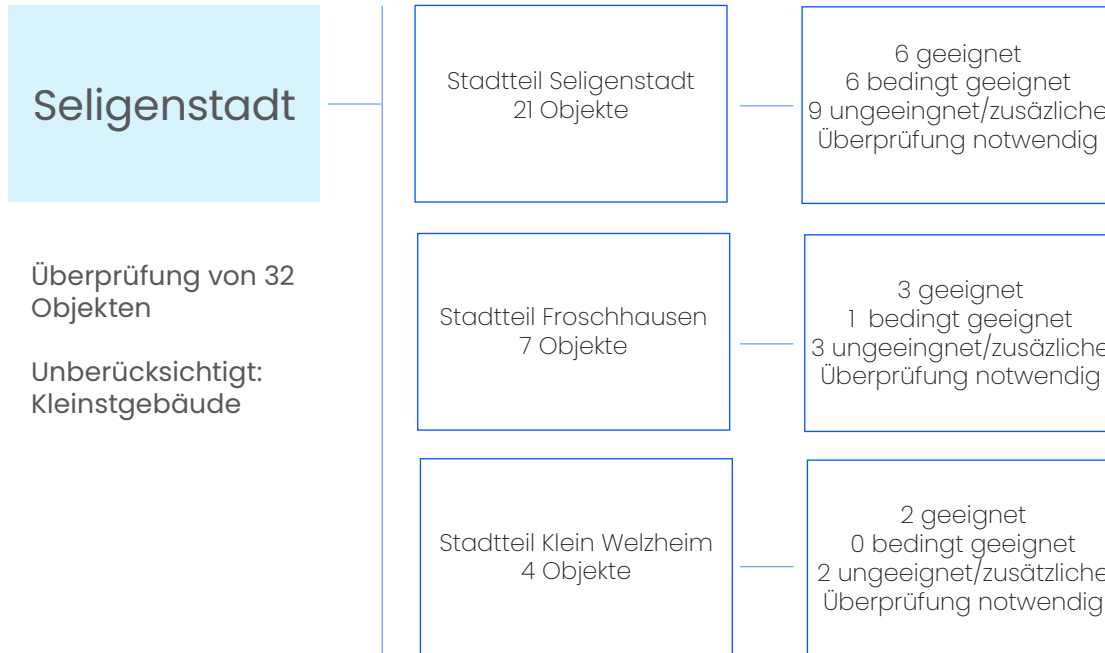 Seligenstadt
Überprüfung von 32
Objekten
Unberücksichtigt:
Kleinstgebäude
Stadtteil Seligenstadt
21 Objekte
6 geeignet
6 bedingt geeignet
9 ungeeingnet/zusäzliche
Überprüfung notwendig
Stadtteil Froschhausen
7 Objekte
3 geeignet
1 bedingt geeignet
3 ungeeingnet/zusäzliche
Überprüfung notwendig
Stadtteil Klein Welzheim
4 Objekte
2 geeignet
0 bedingt geeignet
2 ungeeignet/zusätzliche
Überprüfung notwendig